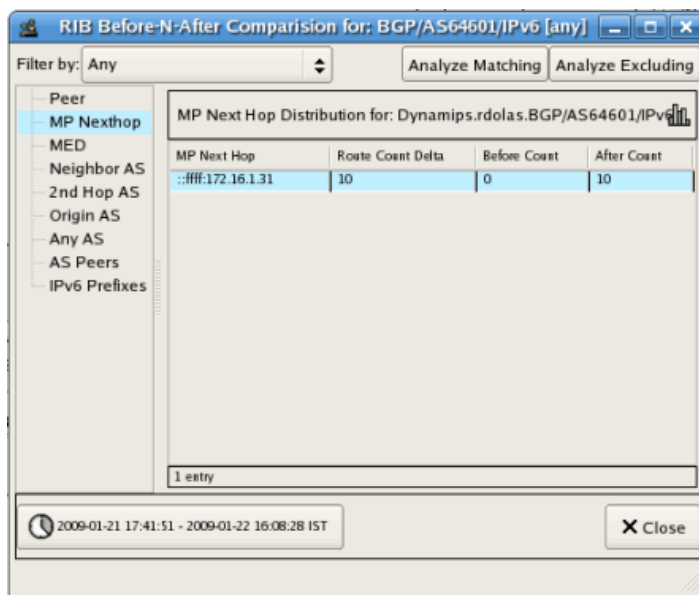 RIB Before-N-After Comparision for: BGP/AS64601/IPv6 [any]
Filter by: Any
Analyze Matching
Analyze Excluding
Peer
MP Nexthop
MED
Neighbor AS
2nd Hop AS
Origin AS
Any AS
AS Peers
IPv6 Prefixes
MP Next Hop Distribution for: Dynamips.rdolas.BGP/AS64601/IPv6
MP Next Hop Route Count Delta Before Count After Count
::ffff:172.16.1.31 10 0 10
1 entry
2009-01-21 17:41:51 - 2009-01-22 16:08:28 IST
Close